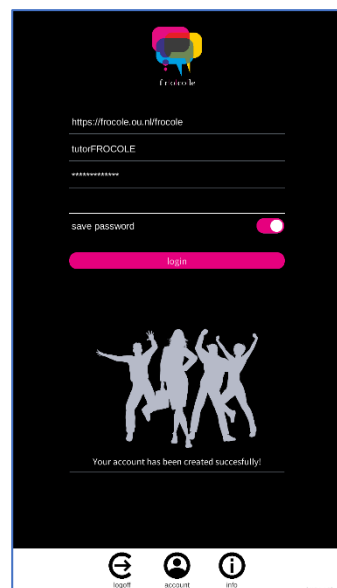 frocole
https://frocole.ou.nl/frocole
tutorFROCOLE
*************
save password
login
Your account has been created succesfully!
logoff
account
info